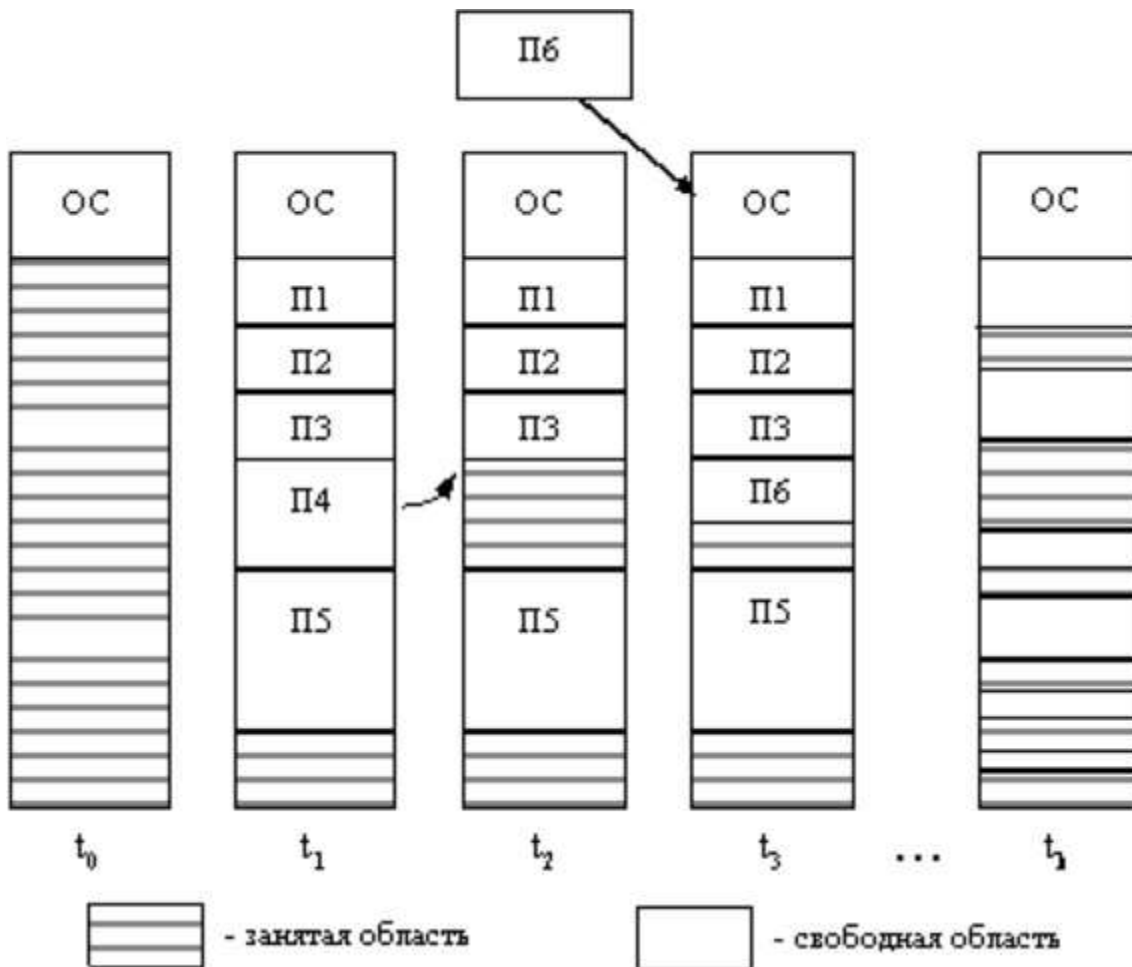 П6
ОС ОС ОС ОС ОС
П1 П1 П1
П2 П2 П2
П3 П3 П3
П4 П6
П5 П5 П5
t0 t1 t2 t3 ...
- занятая область - свободная область